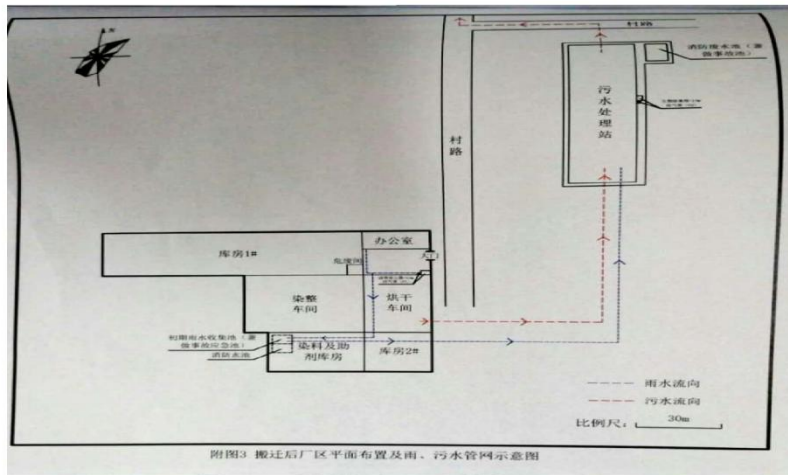 北
村路
消防废水池（兼
做事故池）
污水处理站
村
路
办公室
库房1#
危废间
大门
染整
车间
烘干
车间
初期雨水收集池（兼
做事故应急池）
消防水池
染料及助
剂库房
库房2#
雨水流向
污水流向
比例尺：
30m
附图3 搬迁后厂区平面布置及雨、污水管网示意图